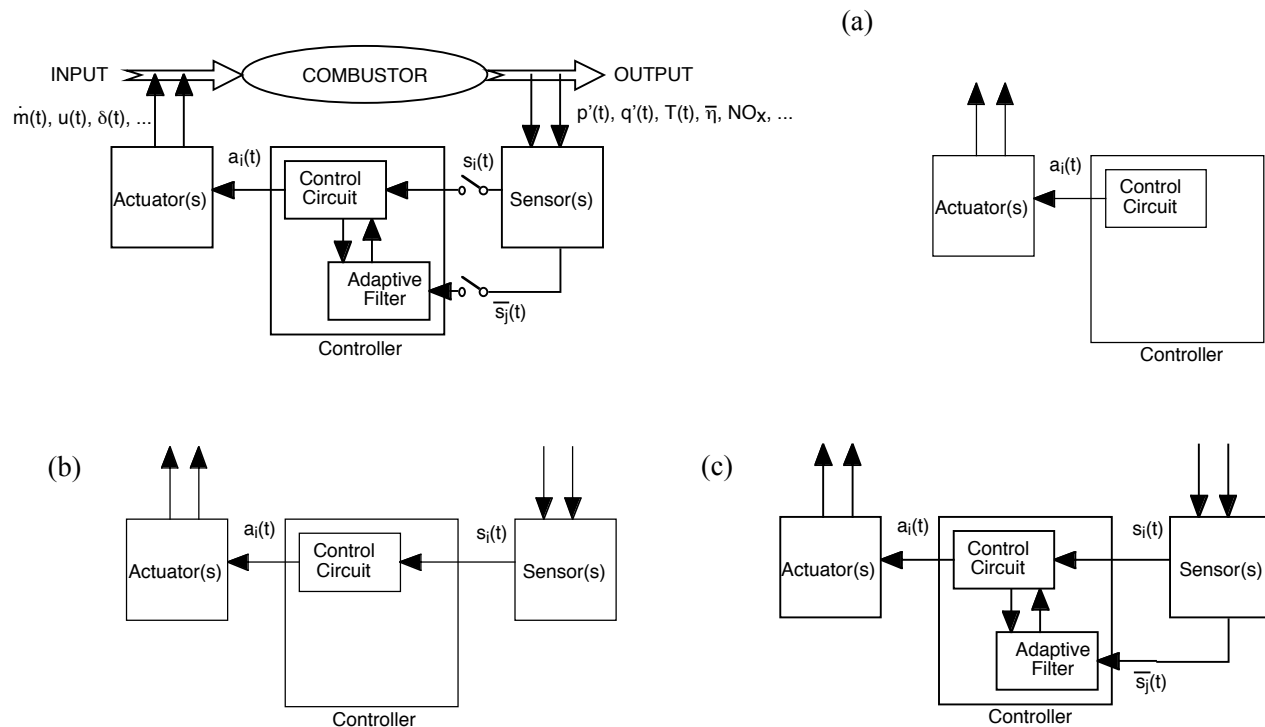 (a)
INPUT
COMBUSTOR
OUTPUT
ṁ(t), u(t), δ(t), ...
p'(t), q'(t), T(t), η̅, NOx, ...
ai(t)
si(t)
Actuator(s)
Control
Circuit
Sensor(s)
Adaptive
Filter
s̅j(t)
Controller
ai(t)
Actuator(s)
Control
Circuit
Controller
(b)
ai(t)
si(t)
Actuator(s)
Control
Circuit
Sensor(s)
Controller
(c)
ai(t)
si(t)
Actuator(s)
Control
Circuit
Sensor(s)
Adaptive
Filter
s̅j(t)
Controller